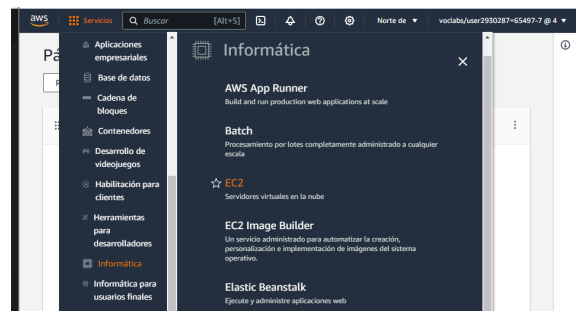 aws Servicios Buscar [Alt+S] Norte de ▼ voclabs/user2930287=65497-7 @ 4 ▼
Aplicaciones
empresariales
Base de datos
Cadena de
bloques
Contenedores
Desarrollo de
videojuegos
Habilitación para
clientes
Herramientas
para
desarrolladores
Informática
Informática para
usuarios finales
Informática
AWS App Runner
Build and run production web applications at scale
Batch
Procesamiento por lotes completamente administrado a cualquier
escala
EC2
Servidores virtuales en la nube
EC2 Image Builder
Un servicio administrado para automatizar la creación,
personalización e implementación de imágenes del sistema
operativo.
Elastic Beanstalk
Ejecute y administre aplicaciones web